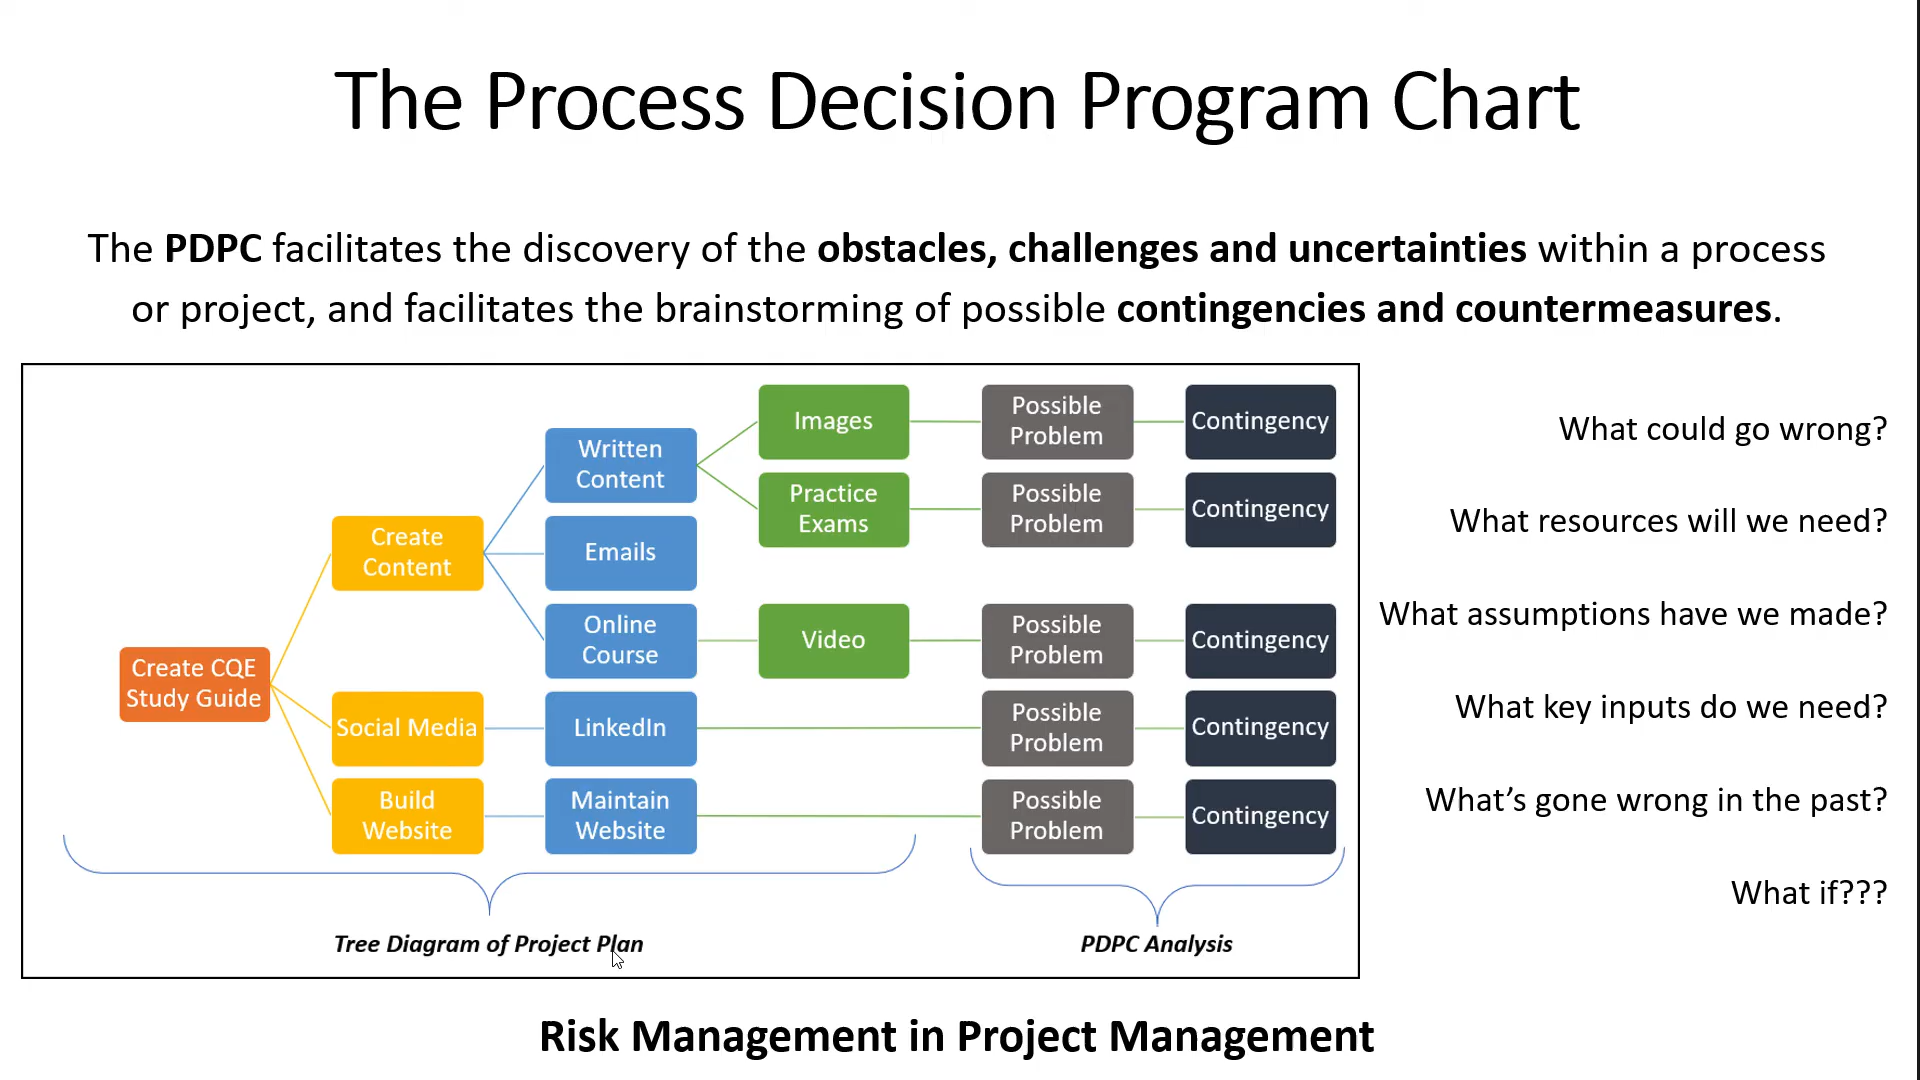 The Process Decision Program Chart
The PDPC facilitates the discovery of the obstacles, challenges and uncertainties within a process
or project, and facilitates the brainstorming of possible contingencies and countermeasures.
Create CQE
Study Guide
Create
Content
Social Media
Build
Website
Written
Content
Emails
Online
Course
LinkedIn
Maintain
Website
Images
Practice
Exams
Video
Possible
Problem
Contingency
Possible
Problem
Contingency
Possible
Problem
Contingency
Possible
Problem
Contingency
Possible
Problem
Contingency
Tree Diagram of Project Plan
PDPC Analysis
What could go wrong?
What resources will we need?
What assumptions have we made?
What key inputs do we need?
What’s gone wrong in the past?
What if???
Risk Management in Project Management